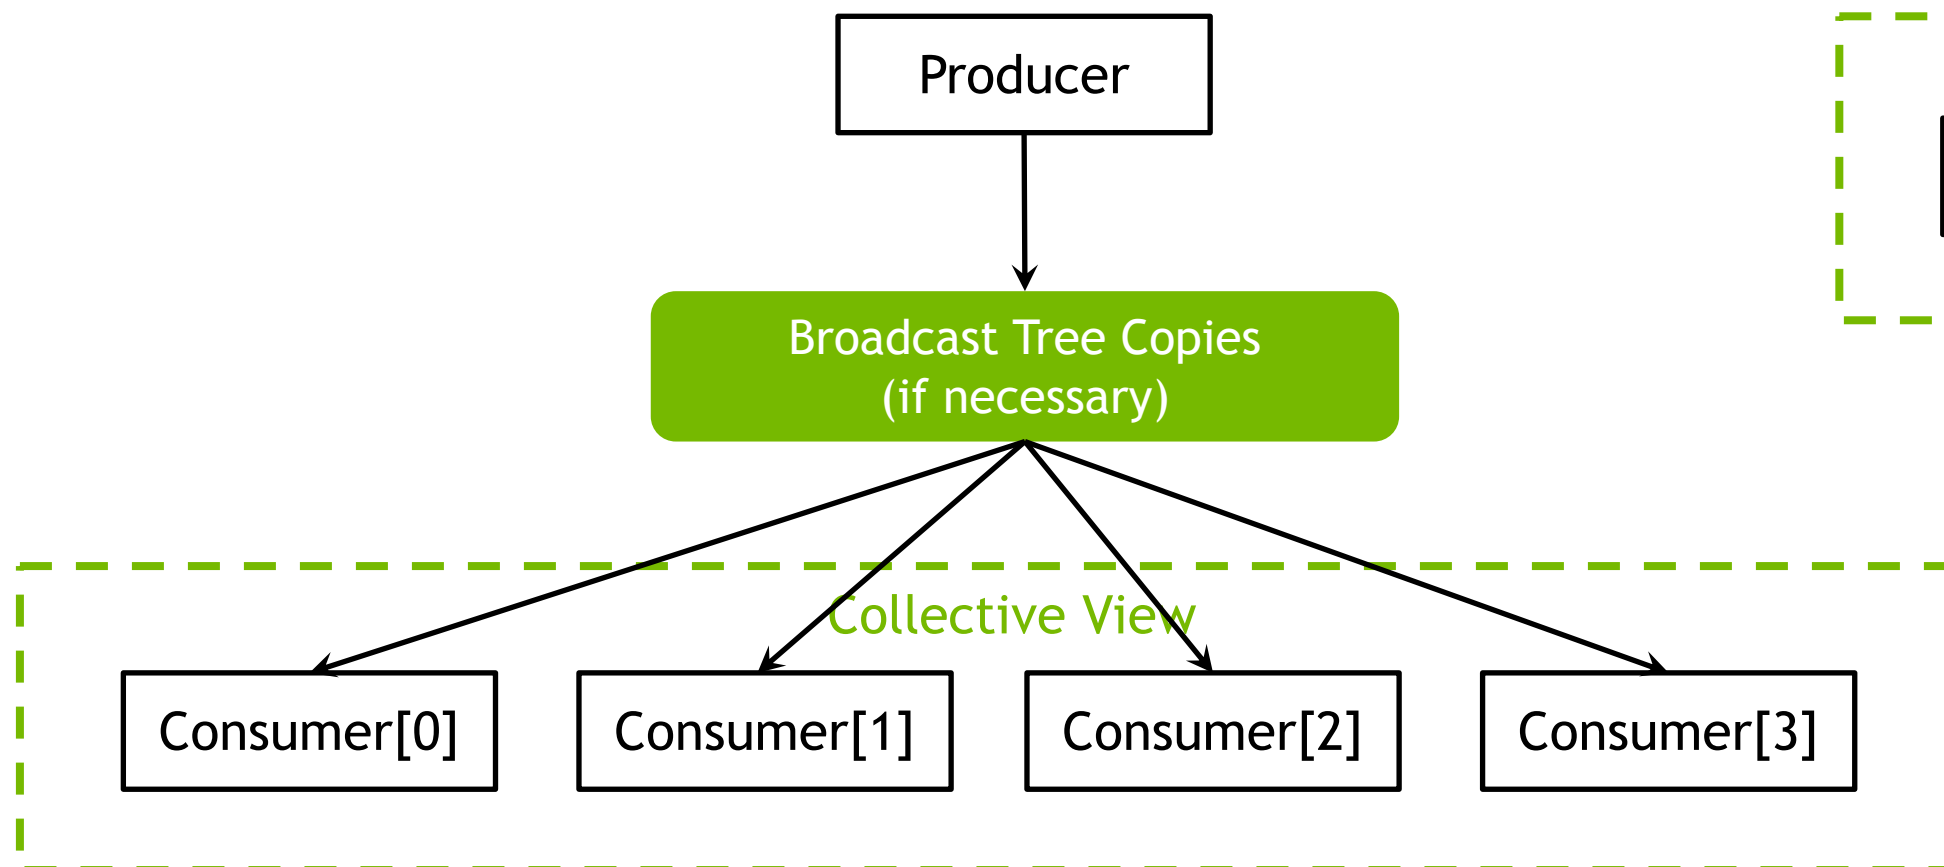 Producer
Broadcast Tree Copies
(if necessary)
Collective View
Consumer[0]
Consumer[1]
Consumer[2]
Consumer[3]